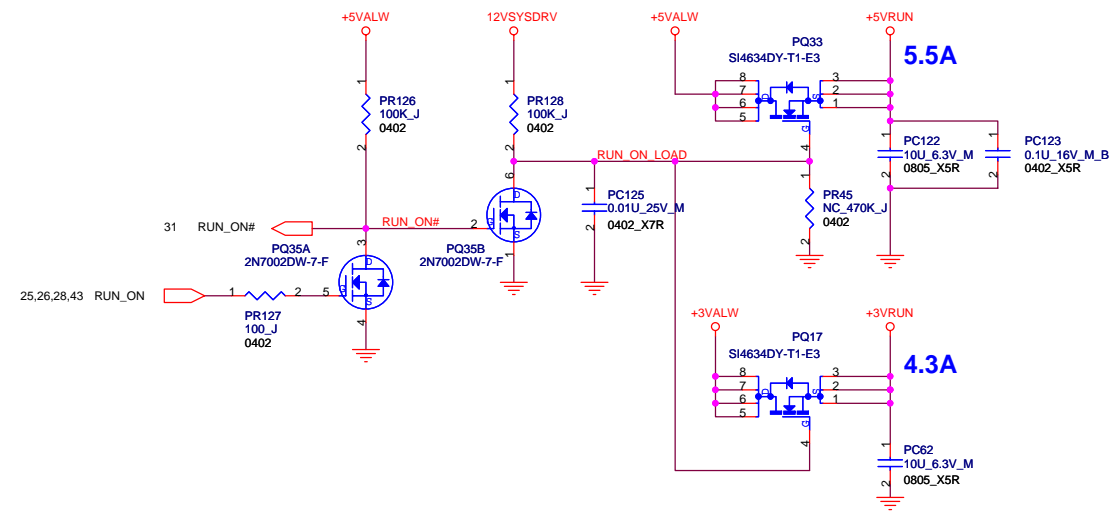 +5VALW
12VSYSDRV
+5VALW
+5VRUN
PQ33
SI4634DY-T1-E3
5.5A
1
PR126
100K_J
0402
2
1
PR128
100K_J
0402
2
8
7
6
5
D
S
G
3
2
1
4
1
PC122
10U_6.3V_M
0805_X5R
2
1
PC123
0.1U_16V_M_B
0402_X5R
2
RUN_ON_LOAD
1
PC125
0.01U_25V_M
0402_X7R
2
1
PR45
NC_470K_J
0402
2
6
D
G
S
2
1
31
RUN_ON#
RUN_ON#
PQ35A
2N7002DW-7-F
PQ35B
2N7002DW-7-F
3
D
G
S
5
4
25,26,28,43
RUN_ON
1
2
PR127
100_J
0402
+3VALW
+3VRUN
PQ17
SI4634DY-T1-E3
4.3A
8
7
6
5
D
S
G
3
2
1
4
1
PC62
10U_6.3V_M
0805_X5R
2